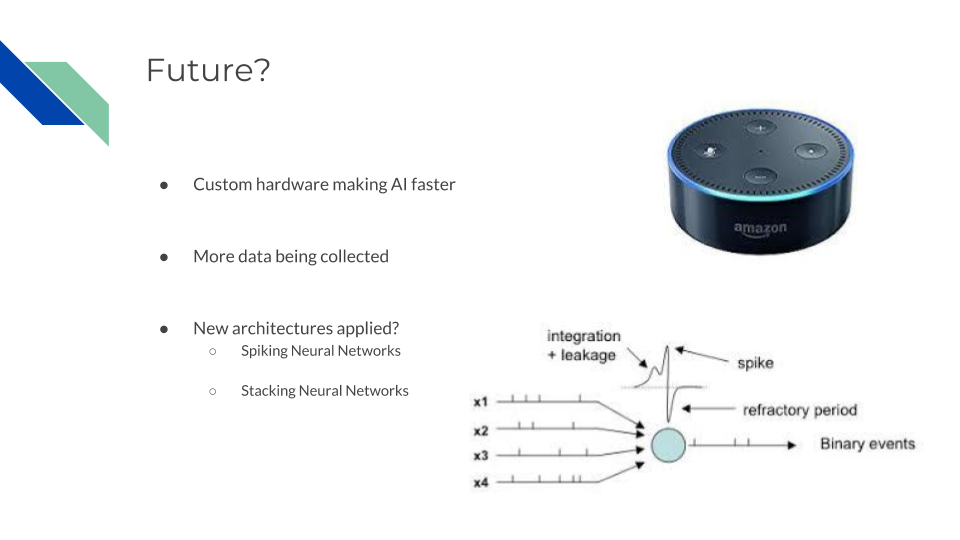 Future?
● Custom hardware making AI faster
● More data being collected
● New architectures applied?
○ Spiking Neural Networks
○ Stacking Neural Networks
amazon
integration
+ leakage
spike
refractory period
Binary events
x1
x2
x3
x4